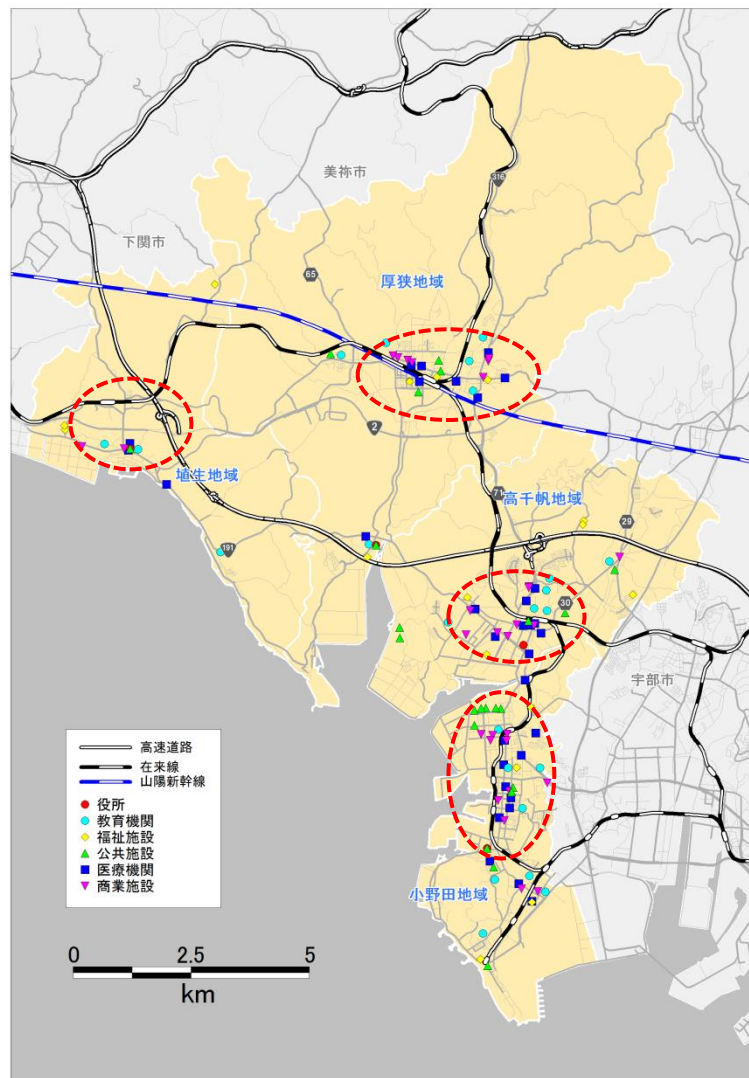 美祢市
316
下関市
65
厚狭地域
2
埴生地域
71
高千帆地域
29
191
30
宇部市
高速道路
在来線
山陽新幹線
役所
教育機関
福祉施設
公共施設
医療機関
商業施設
小野田地域
0 2.5 5
km